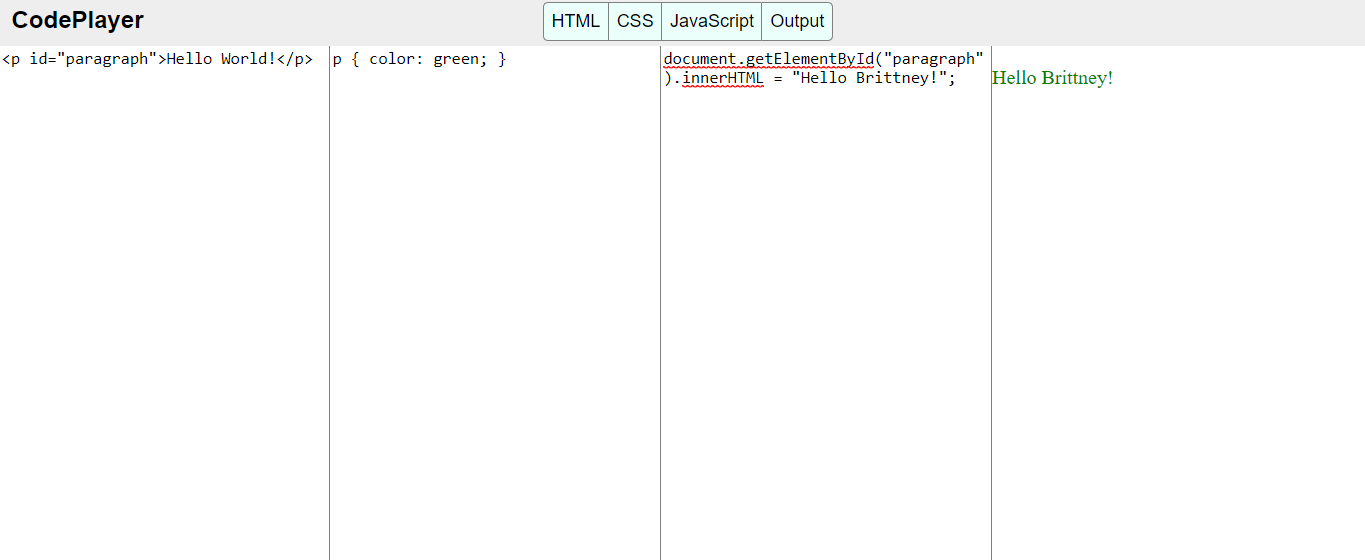 CodePlayer
HTML CSS JavaScript Output
<p id="paragraph">Hello World!</p>
p { color: green; }
document.getElementById("paragraph"
).innerHTML = "Hello Brittney!";
Hello Brittney!